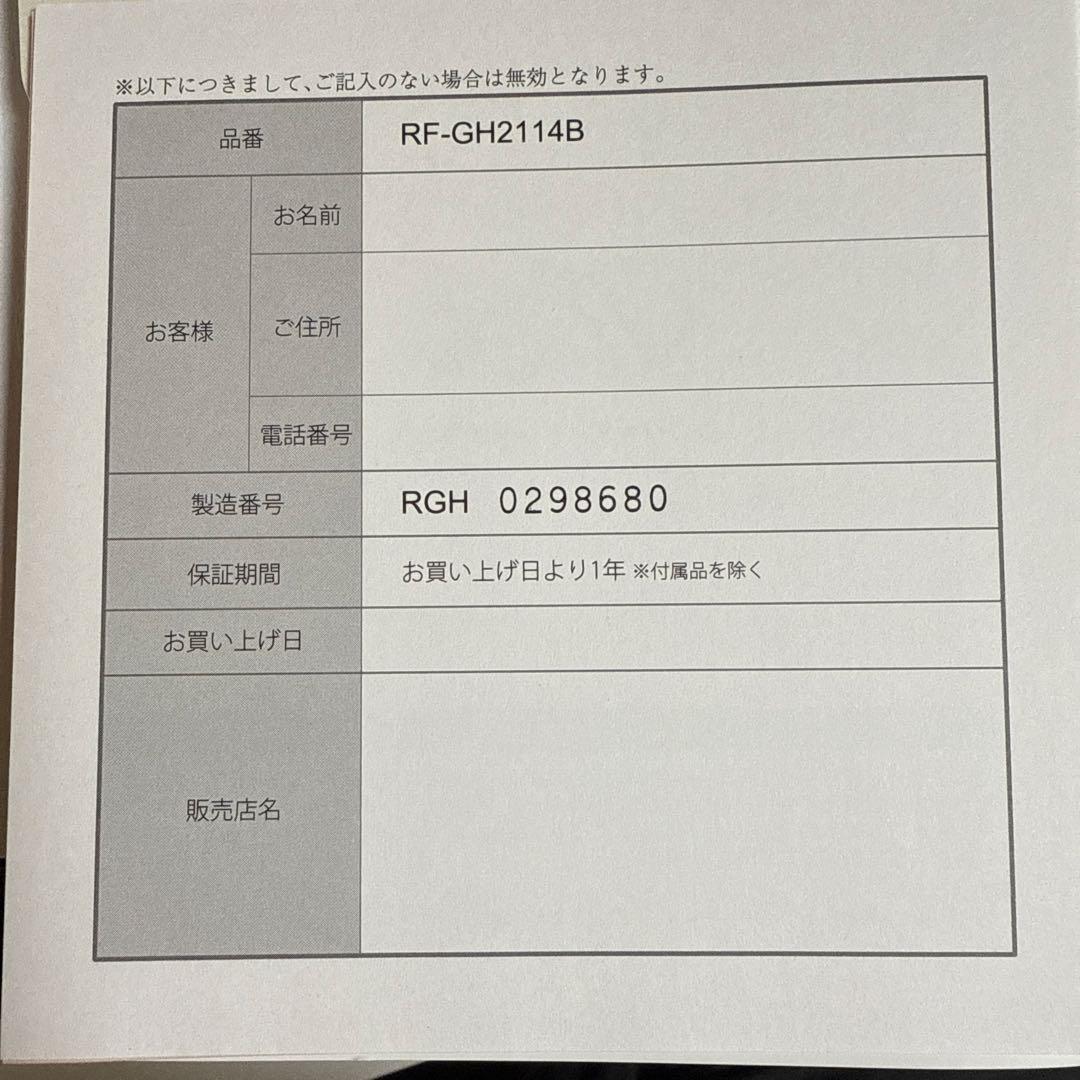 ※以下につきまして、ご記入のない場合は無効となります。
品番 RF-GH2114B
お客様
お名前
ご住所
電話番号
製造番号 RGH 0298680
保証期間 お買い上げ日より1年 ※付属品を除く
お買い上げ日
販売店名